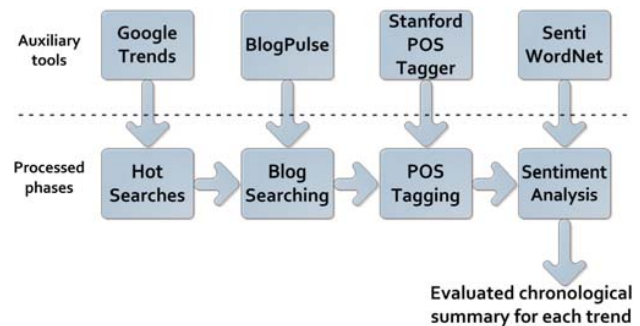 Auxiliary
tools
Google
Trends
BlogPulse
Stanford
POS
Tagger
Senti
WordNet
Processed
phases
Hot
Searches
Blog
Searching
POS
Tagging
Sentiment
Analysis
Evaluated chronological
summary for each trend